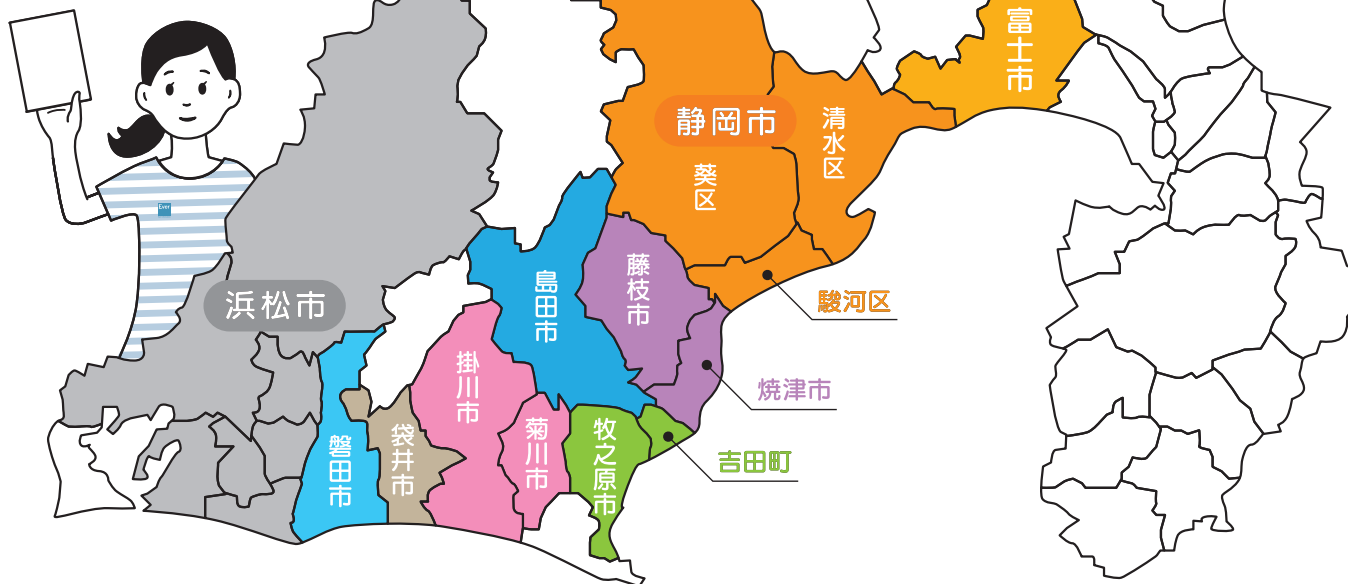 富士市
静岡市
清水区
葵区
駿河区
藤枝市
島田市
焼津市
浜松市
掛川市
菊川市
牧之原市
吉田町
袋井市
磐田市
Ever